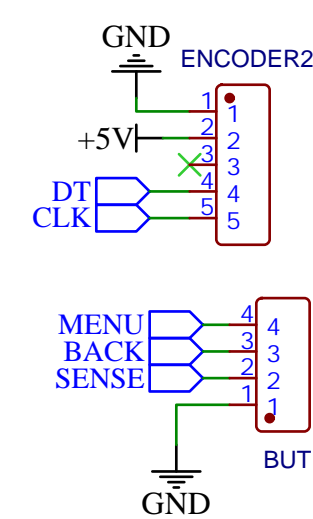 GND
ENCODER2
1 1
+5V 2 2
3 3
DT 4 4
CLK 5 5
MENU 4 4
BACK 3 3
SENSE 2 2
1 1
BUT
GND